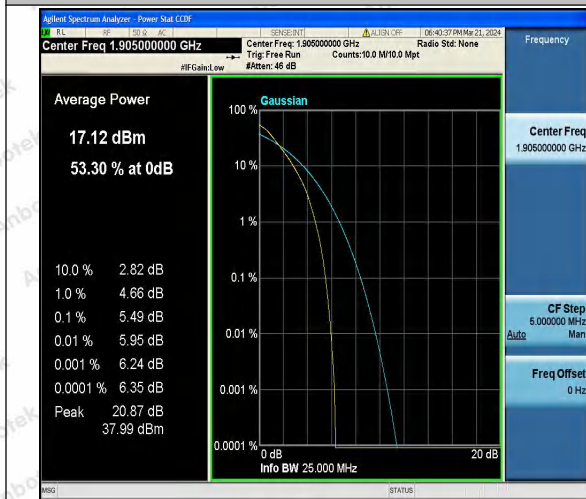 Agilent Spectrum Analyzer - Power Stat CCDF
RL RF 50 Ω AC SENSE:INT ALIGN OFF 06:40:37 PM Mar 21, 2024
Center Freq 1.905000000 GHz
Center Freq: 1.905000000 GHz Radio Std: None
Trig: Free Run Counts:10.0 M/10.0 Mpt
#IFGain:Low #Atten: 46 dB
Frequency
Center Freq
1.905000000 GHz
CF Step
5.000000 MHz
Auto Man
Freq Offset
0 Hz
Average Power
17.12 dBm
53.30 % at 0dB
10.0 % 2.82 dB
1.0 % 4.66 dB
0.1 % 5.49 dB
0.01 % 5.95 dB
0.001 % 6.24 dB
0.0001 % 6.35 dB
Peak 20.87 dB
37.99 dBm
Gaussian
100 %
10 %
1 %
0.1 %
0.01 %
0.001 %
0.0001 %
0 dB 20 dB
Info BW 25.000 MHz
MSG STATUS